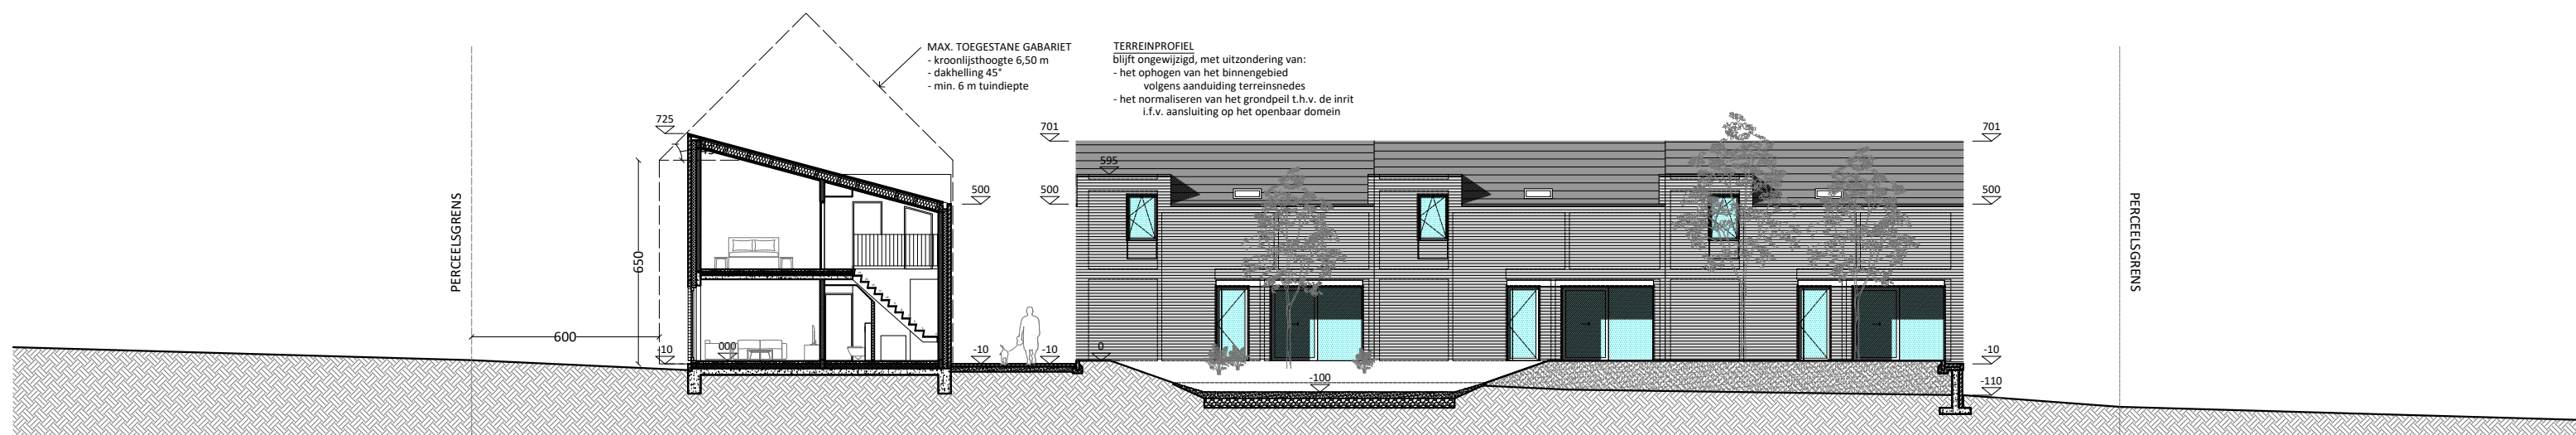 MAX. TOEGESTANE GABARIET
- kroonlijsthoogte 6,50 m
- dakhelling 45°
- min. 6 m tuindiepte
TERREINPROFIEL
blijft ongewijzigd, met uitzondering van:
- het ophogen van het binnengebied
volgens aanduiding terreinsnedes
- het normaliseren van het grondpeil t.h.v. de inrit
i.f.v. aansluiting op het openbaar domein
725
701
701
595
500
500
500
PERCEELSGRENS
PERCEELSGRENS
650
600
-10
000
-10
-10
0
-10
-100
-110